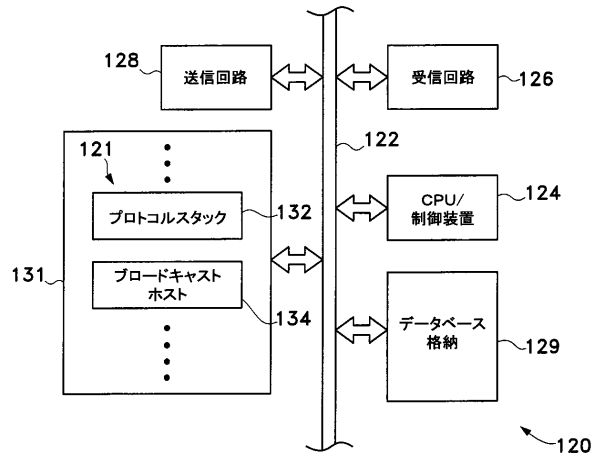 128
送信回路
受信回路
126
122
121
プロトコルスタック
132
CPU/
制御装置
124
131
ブロードキャスト
ホスト
134
データベース
格納
129
120